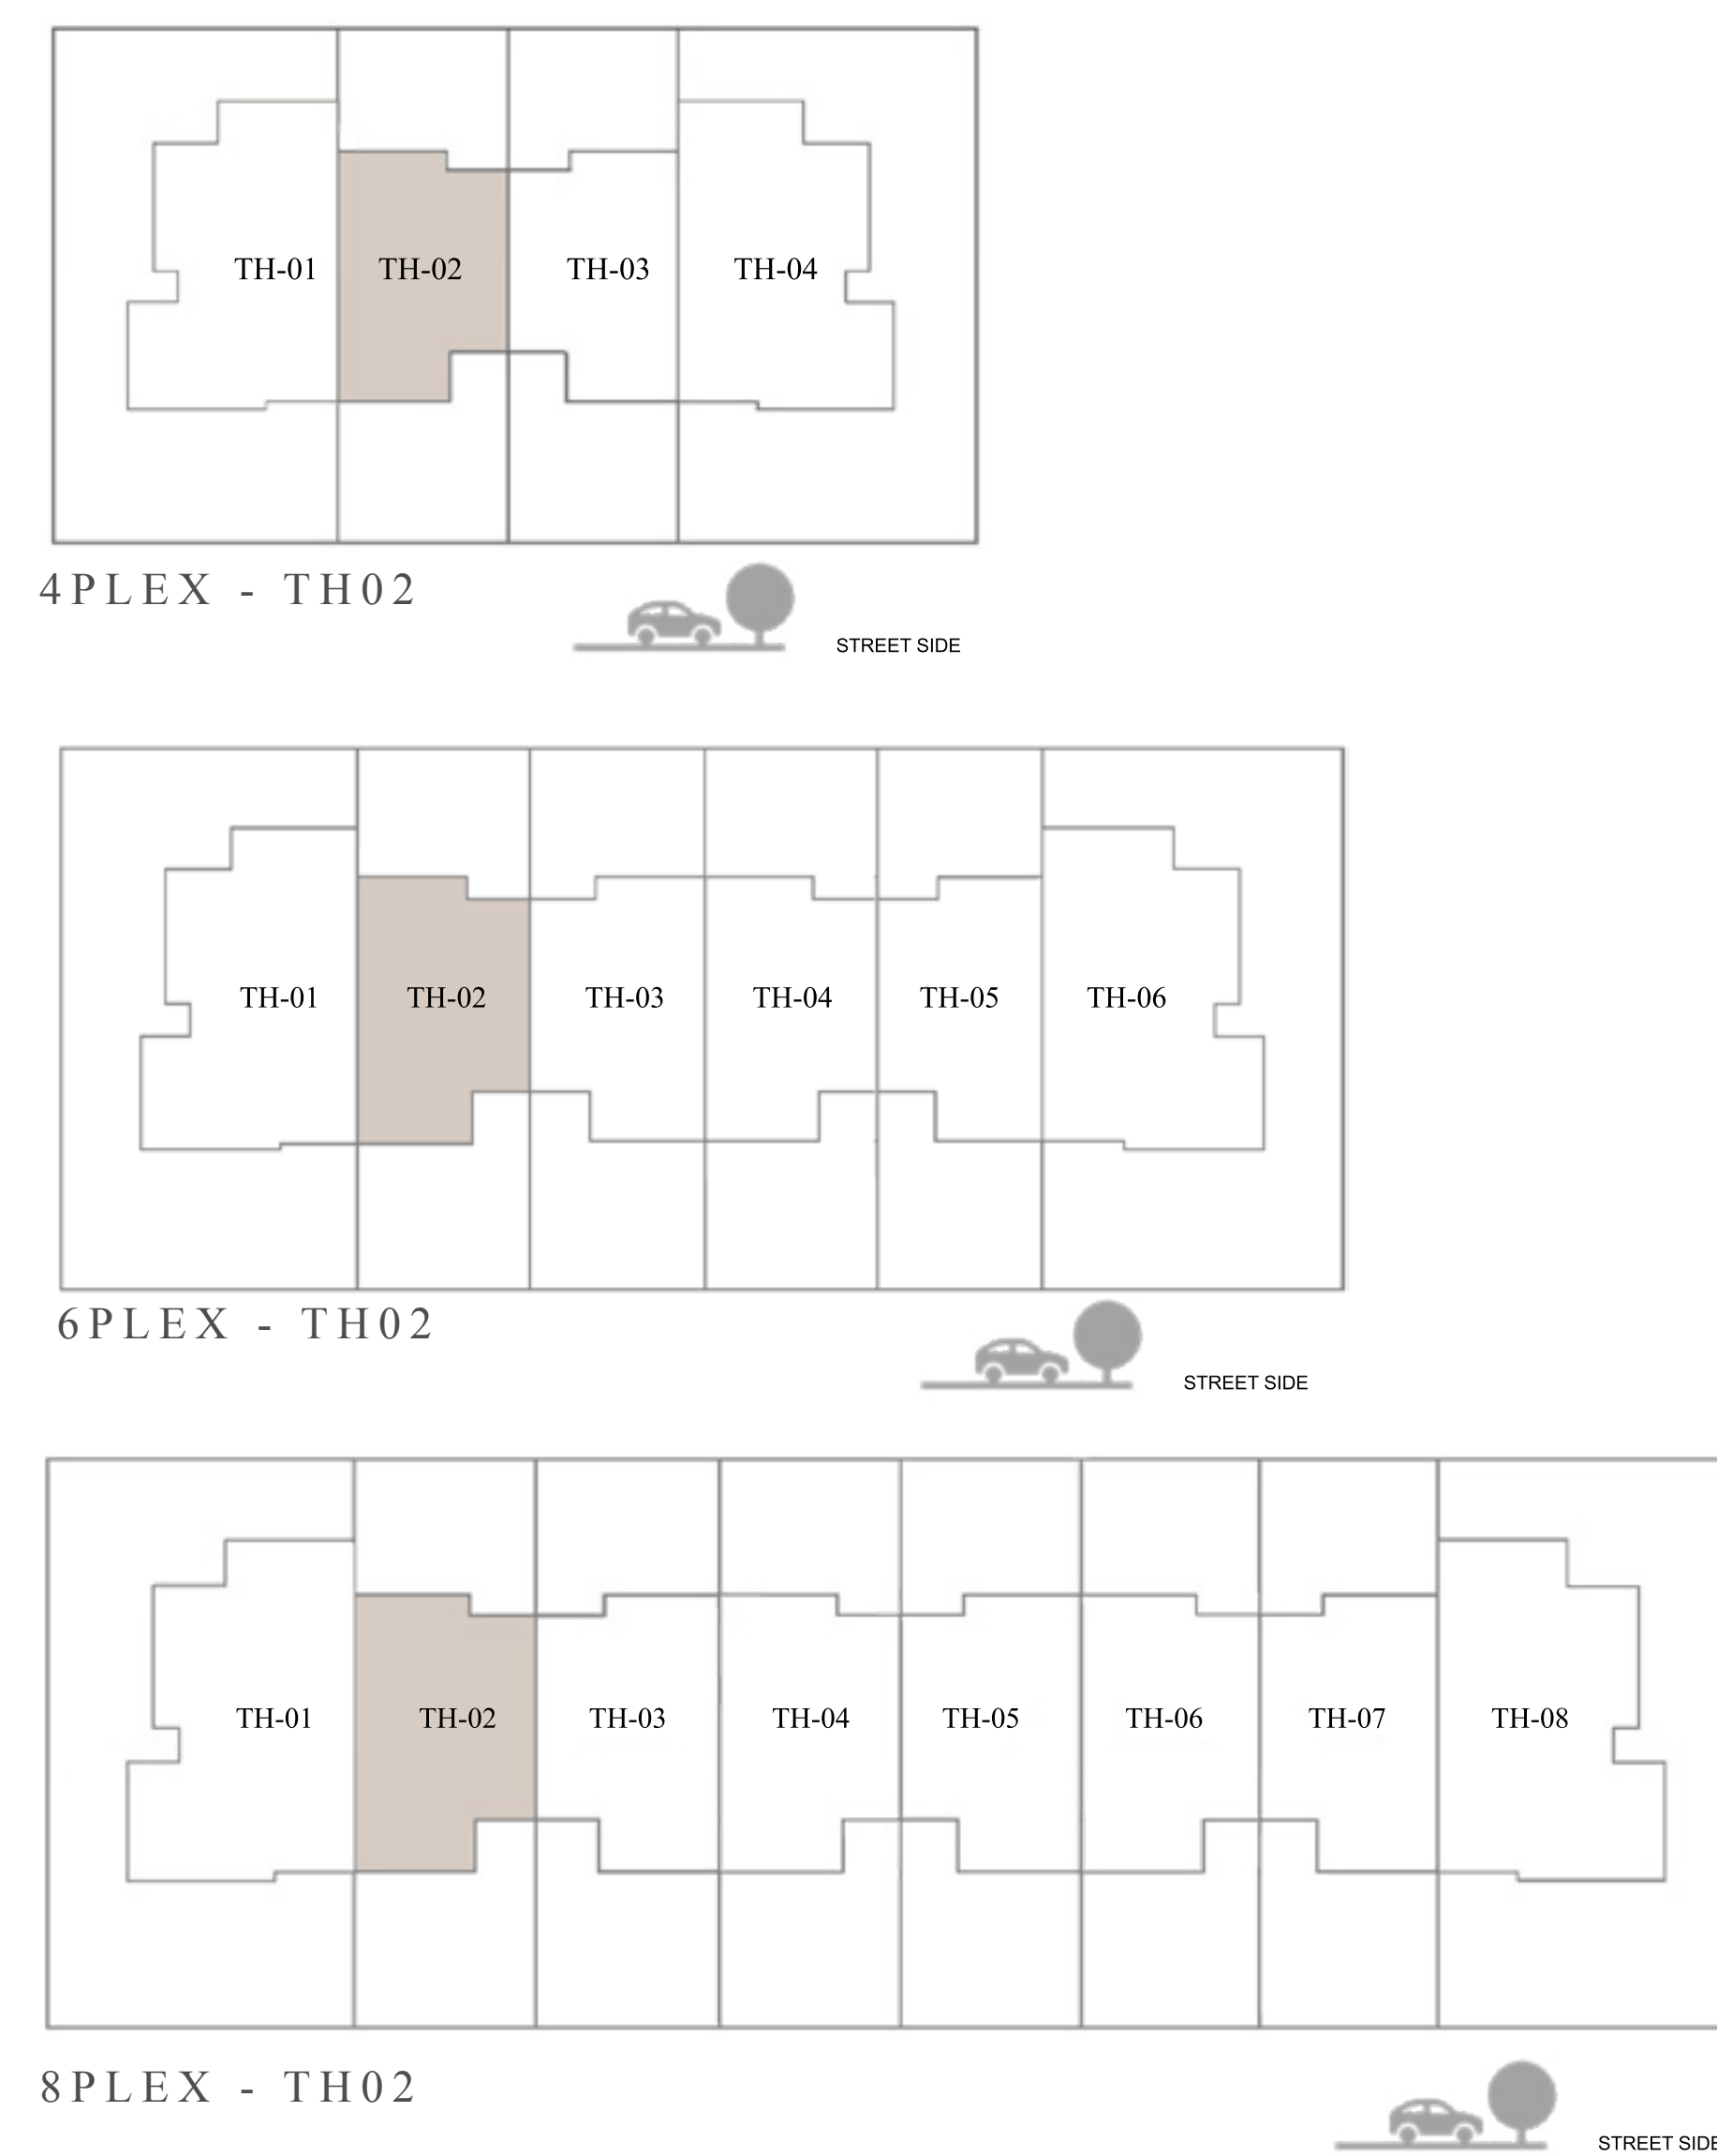 TH-01 TH-02 TH-03 TH-04
4PLEX - TH02
STREET SIDE
TH-01 TH-02 TH-03 TH-04 TH-05 TH-06
6PLEX - TH02
STREET SIDE
TH-01 TH-02 TH-03 TH-04 TH-05 TH-06 TH-07 TH-08
8PLEX - TH02
STREET SIDE